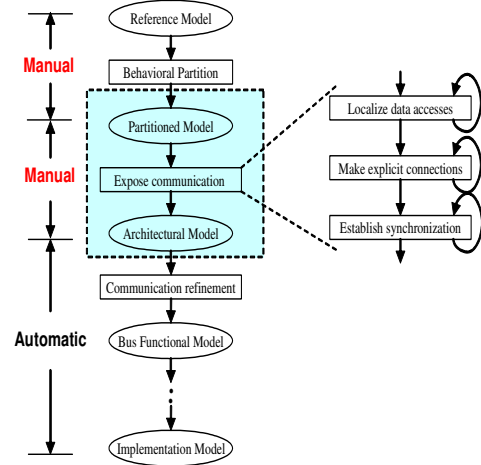 Reference Model
Manual
Behavioral Partition
Partitioned Model
Manual
Expose communication
Architectural Model
Communication refinement
Automatic
Bus Functional Model
Implementation Model
Localize data accesses
Make explicit connections
Establish synchronization